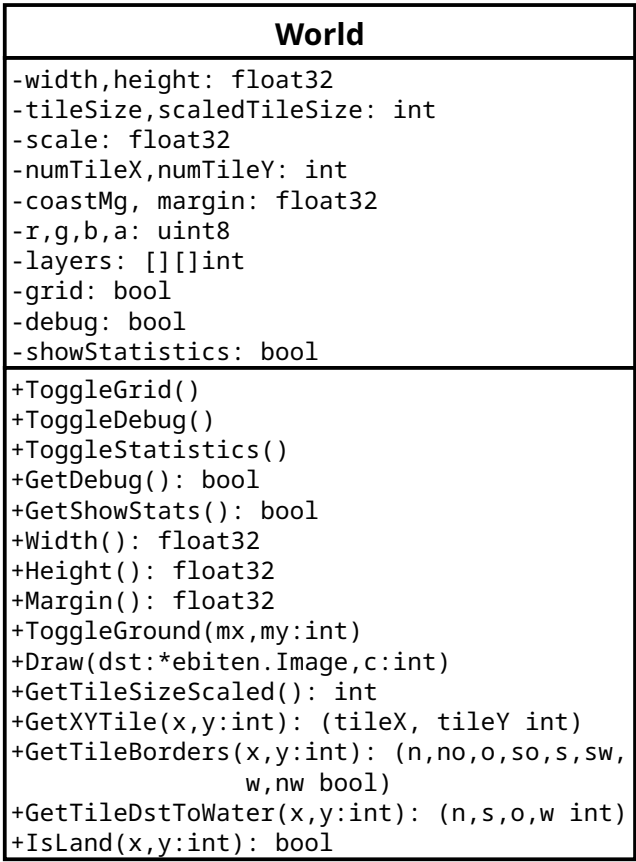 World
-width,height: float32
-tileSize,scaledTileSize: int
-scale: float32
-numTileX,numTileY: int
-coastMg, margin: float32
-r,g,b,a: uint8
-layers: [][]int
-grid: bool
-debug: bool
-showStatistics: bool
+ToggleGrid()
+ToggleDebug()
+ToggleStatistics()
+GetDebug(): bool
+GetShowStats(): bool
+Width(): float32
+Height(): float32
+Margin(): float32
+ToggleGround(mx,my:int)
+Draw(dst:*ebiten.Image,c:int)
+GetTileSizeScaled(): int
+GetXYTile(x,y:int): (tileX, tileY int)
+GetTileBorders(x,y:int): (n,no,o,so,s,sw,
w,nw bool)
+GetTileDstToWater(x,y:int): (n,s,o,w int)
+IsLand(x,y:int): bool